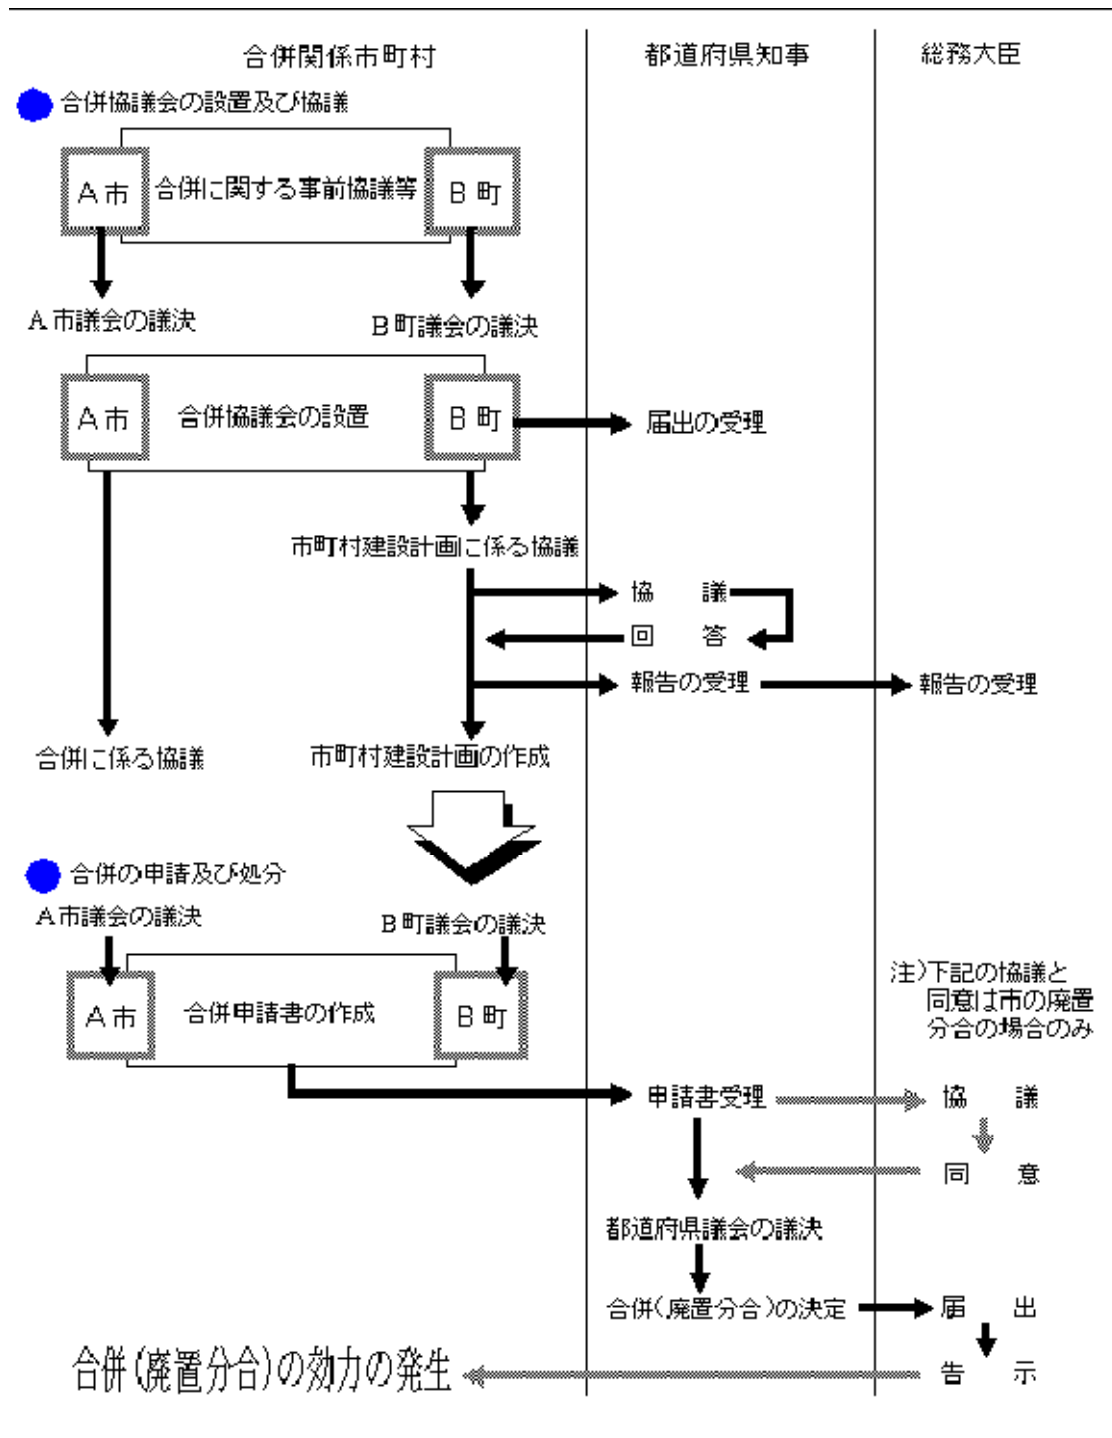 合併関係市町村
都道府県知事
総務大臣
合併協議会の設置及び協議
A市
合併に関する事前協議等
B町
A市議会の議決
B町議会の議決
A市
合併協議会の設置
B町
届出の受理
市町村建設計画に係る協議
協 議
回 答
報告の受理
報告の受理
合併に係る協議
市町村建設計画の作成
合併の申請及び処分
A市議会の議決
B町議会の議決
注)下記の協議と
同意は市の廃置
分合の場合のみ
A市
合併申請書の作成
B町
申請書受理
協 議
同 意
都道府県議会の議決
合併(廃置分合)の決定
届 出
合併(廃置分合)の効力の発生
告 示